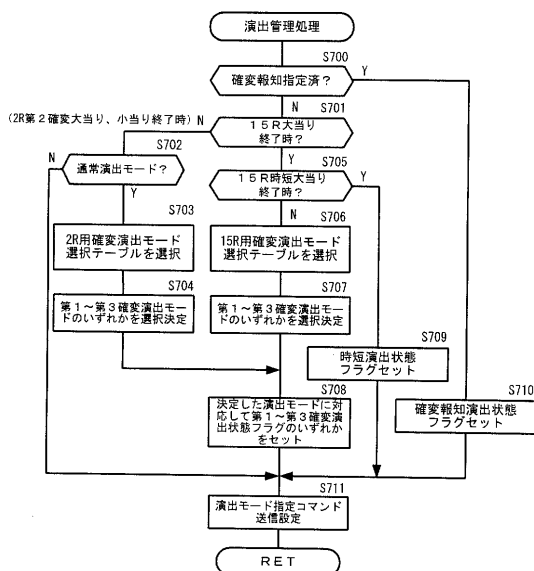 演出管理処理
S700
確変報知指定済？
Y
N
S701
(2R第２確変大当り、小当り終了時) N
１５Ｒ大当り
終了時？
S702
N
通常演出モード？
Y
S705
１５Ｒ時短大当り
終了時？
Y
Y
S703
N
S706
2R用確変演出モード
選択テーブルを選択
15R用確変演出モード
選択テーブルを選択
S704
S707
第１～第３確変演出モー
ドのいずれかを選択決定
第１～第３確変演出モー
ドのいずれかを選択決定
S709
時短演出状態
フラグセット
S708
決定した演出モードに対
応して第１～第３確変演
出状態フラグのいずれか
をセット
S710
確変報知演出状態
フラグセット
S711
演出モード指定コマンド
送信設定
ＲＥＴ